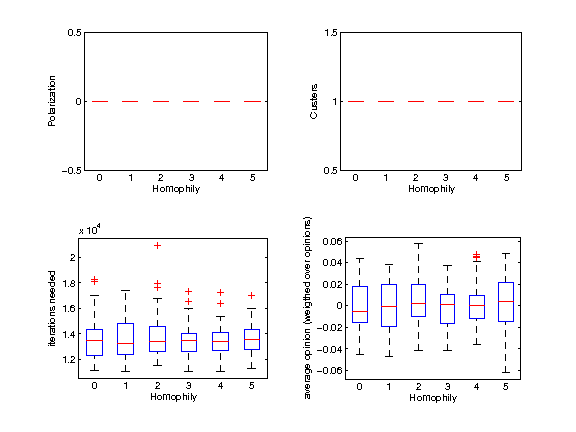 0.5
0
−0.5
Polarization
0 1 2 3 4 5
Homophily
1.5
1
0.5
Custers
0 1 2 3 4 5
Homophily
x 10^4
2
1.8
1.6
1.4
1.2
iterations needed
0 1 2 3 4 5
Homophily
0.06
0.04
0.02
0
−0.02
−0.04
−0.06
average opinion (weigthed over opinions)
0 1 2 3 4 5
Homophily